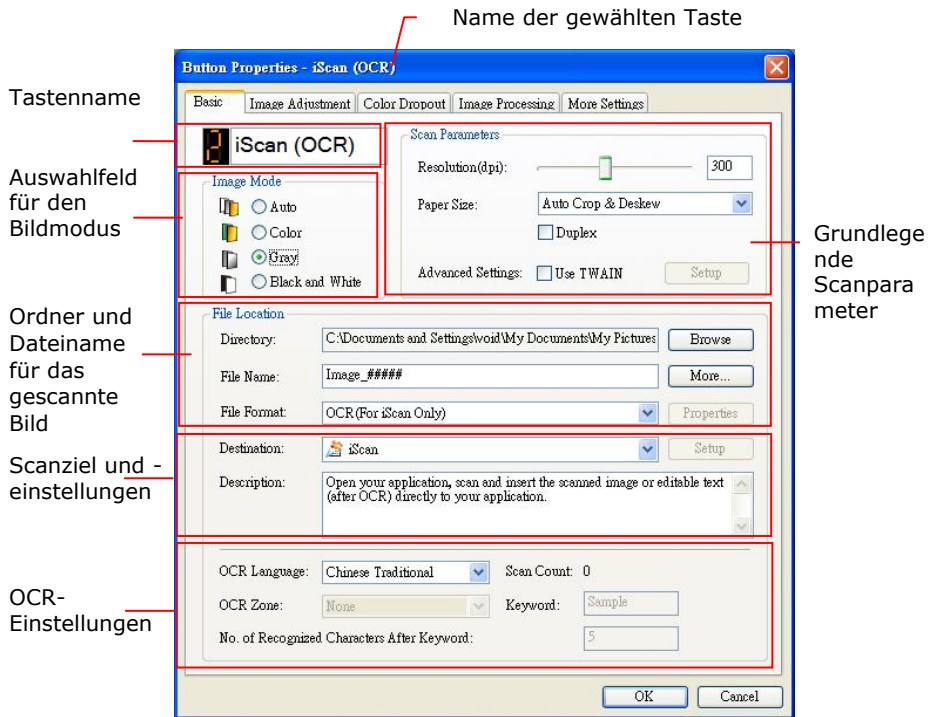 Name der gewählten Taste
Button Properties - iScan (OCR)
Tastenname
Basic Image Adjustment Color Dropout Image Processing More Settings
2 iScan (OCR)
Scan Parameters
Resolution(dpi): 300
Paper Size: Auto Crop & Deskew
Duplex
Advanced Settings: Use TWAIN Setup
Auswahlfeld
für den
Bildmodus
Image Mode
Auto
Color
Gray
Black and White
Grundlege
nde
Scanpara
meter
Ordner und
Dateiname
für das
gescannte
Bild
File Location
Directory: C:\Documents and Settings\woid\My Documents\My Pictures Browse
File Name: Image_##### More...
File Format: OCR(For iScan Only) Properties
Scanziel und -
einstellungen
Destination: iScan Setup
Description: Open your application, scan and insert the scanned image or editable text
(after OCR) directly to your application.
OCR-
Einstellungen
OCR Language: Chinese Traditional Scan Count: 0
OCR Zone: None Keyword: Sample
No. of Recognized Characters After Keyword: 5
OK Cancel